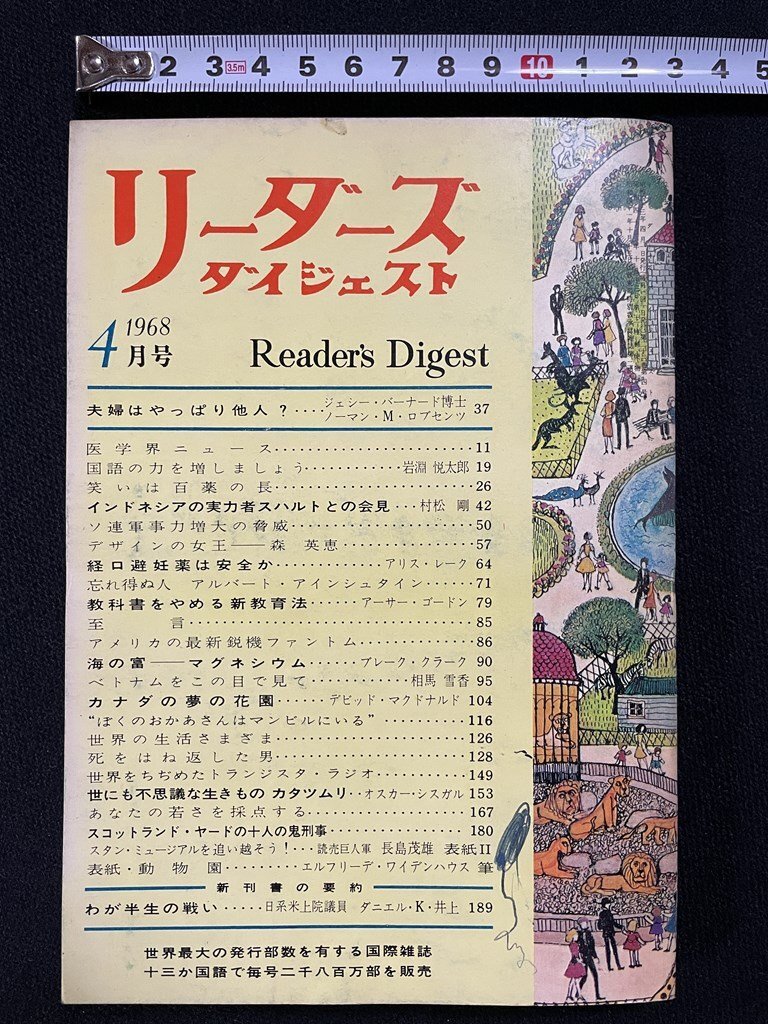 2 3 3.5m 4 5 6 7 8 9 10 1 2 3 4 5
リーダーズ
ダイジェスト
1968
4月号
Reader's Digest
夫婦はやっぱり他人?････ジェシー・バーナード博士 ノーマン・M・ロブセンツ 37
医学界ニュース･･････････11
国語の力を増しましょう･･････････岩淵 悦太郎 19
笑いは百薬の長･･････････26
インドネシアの実力者スハルトとの会見･･･村松 剛 42
ソ連軍事力増大の脅威･･････････50
デザインの女王――森 英恵･･････････57
経口避妊薬は安全か･･････････アリス・レーク 64
忘れ得ぬ人 アルバート・アインシュタイン･･････71
教科書をやめる新教育法･･････アーサー・ゴードン 79
至言･･････････85
アメリカの最新鋭機ファントム･･････････86
海の富――マグネシウム･･････ブレーク・クラーク 90
ベトナムをこの目で見て･･････････相馬 雪香 95
カナダの夢の花園･･････デビッド・マクドナルド 104
“ぼくのおかあさんはマンビルにいる”･･････････116
世界の生活さまざま･･････････126
死をはね返した男･･････････128
世界をちぢめたトランジスタ・ラジオ･･････････149
世にも不思議な生きもの カタツムリ･･オスカー・シスガル 153
あなたの若さを採点する･･････････167
スコットランド・ヤードの十人の鬼刑事･･････････180
スタン・ミュージアルを追い越そう!･･･読売巨人軍 長島茂雄 表紙II
表紙・動物園････････エルフリーデ・ワイデンハウス 筆
新刊書の要約
わが半生の戦い･････日系米上院議員 ダニエル・K・井上 189
世界最大の発行部数を有する国際雑誌
十三か国語で毎号二千八百万部を販売